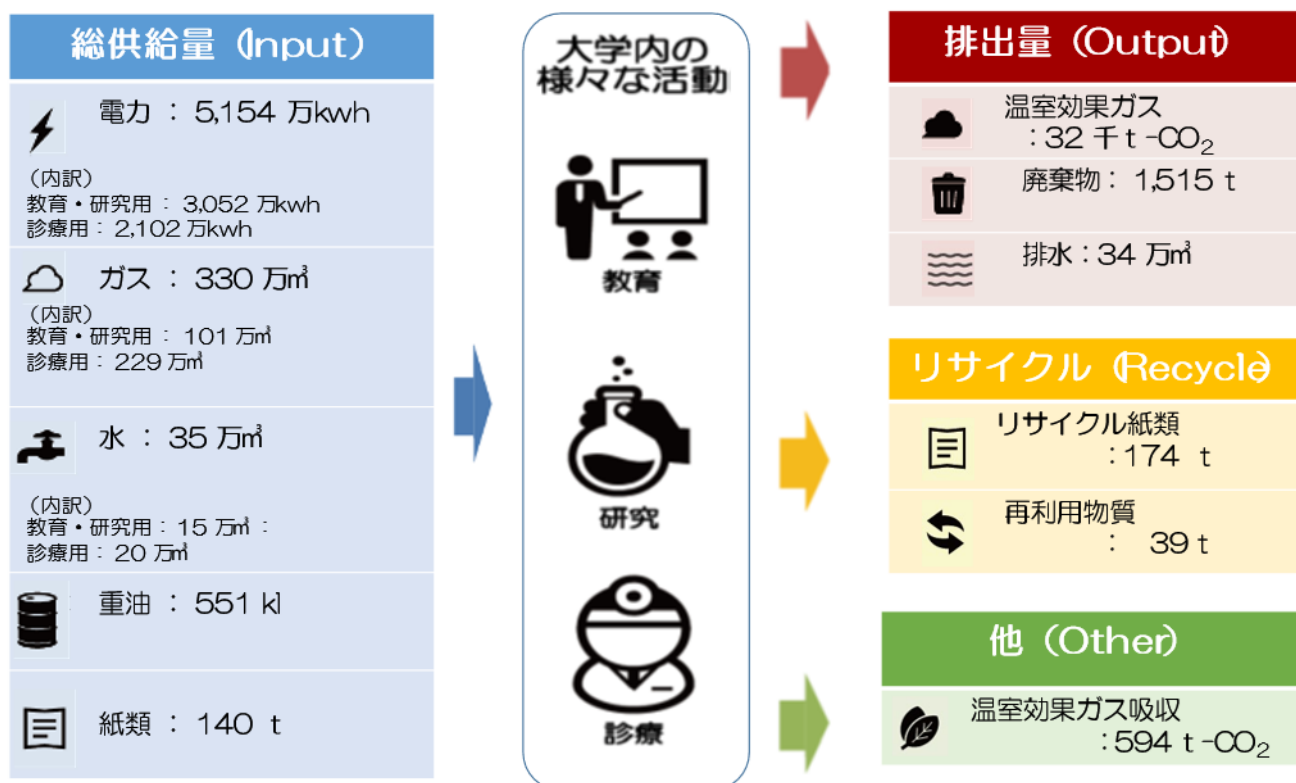 総供給量 (Input)
電力 : 5,154 万kwh
(内訳)
教育・研究用 : 3,052 万kwh
診療用 : 2,102 万kwh
ガス : 330 万㎥
(内訳)
教育・研究用 : 101 万㎥
診療用 : 229 万㎥
水 : 35 万㎥
(内訳)
教育・研究用 : 15 万㎥ :
診療用 : 20 万㎥
重油 : 551 kl
紙類 : 140 t
大学内の
様々な活動
教育
研究
診療
排出量 (Output)
温室効果ガス
: 32 千 t -CO₂
廃棄物 : 1,515 t
排水 : 34 万㎥
リサイクル (Recycle)
リサイクル紙類
: 174 t
再利用物質
: 39 t
他 (Other)
温室効果ガス吸収
: 594 t -CO₂